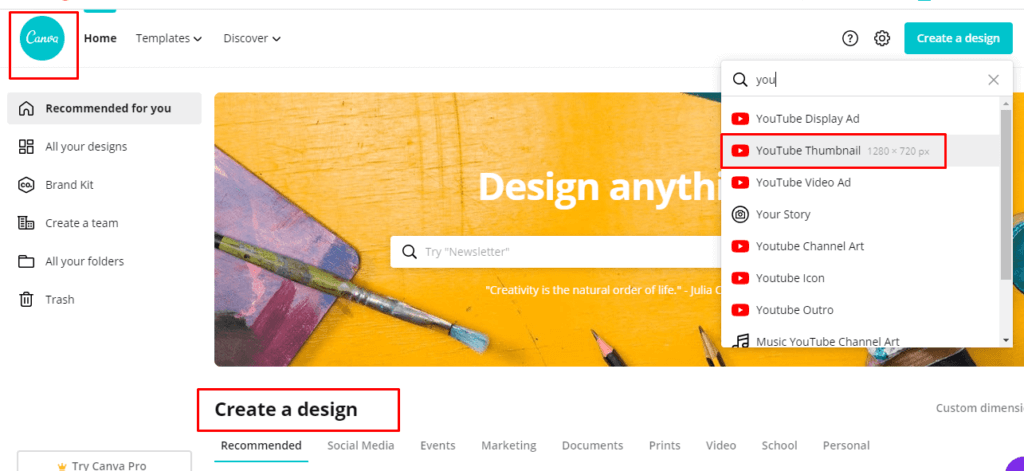 Canva
Home
Templates
Discover
Create a design
you
Recommended for you
All your designs
Brand Kit
Create a team
All your folders
Trash
YouTube Display Ad
YouTube Thumbnail 1280 × 720 px
YouTube Video Ad
Your Story
Youtube Channel Art
Youtube Icon
Youtube Outro
Music YouTube Channel Art
Design anythi
Try "Newsletter"
"Creativity is the natural order of life." - Julia C
Create a design
Custom dimensi
Recommended
Social Media
Events
Marketing
Documents
Prints
Video
School
Personal
Try Canva Pro